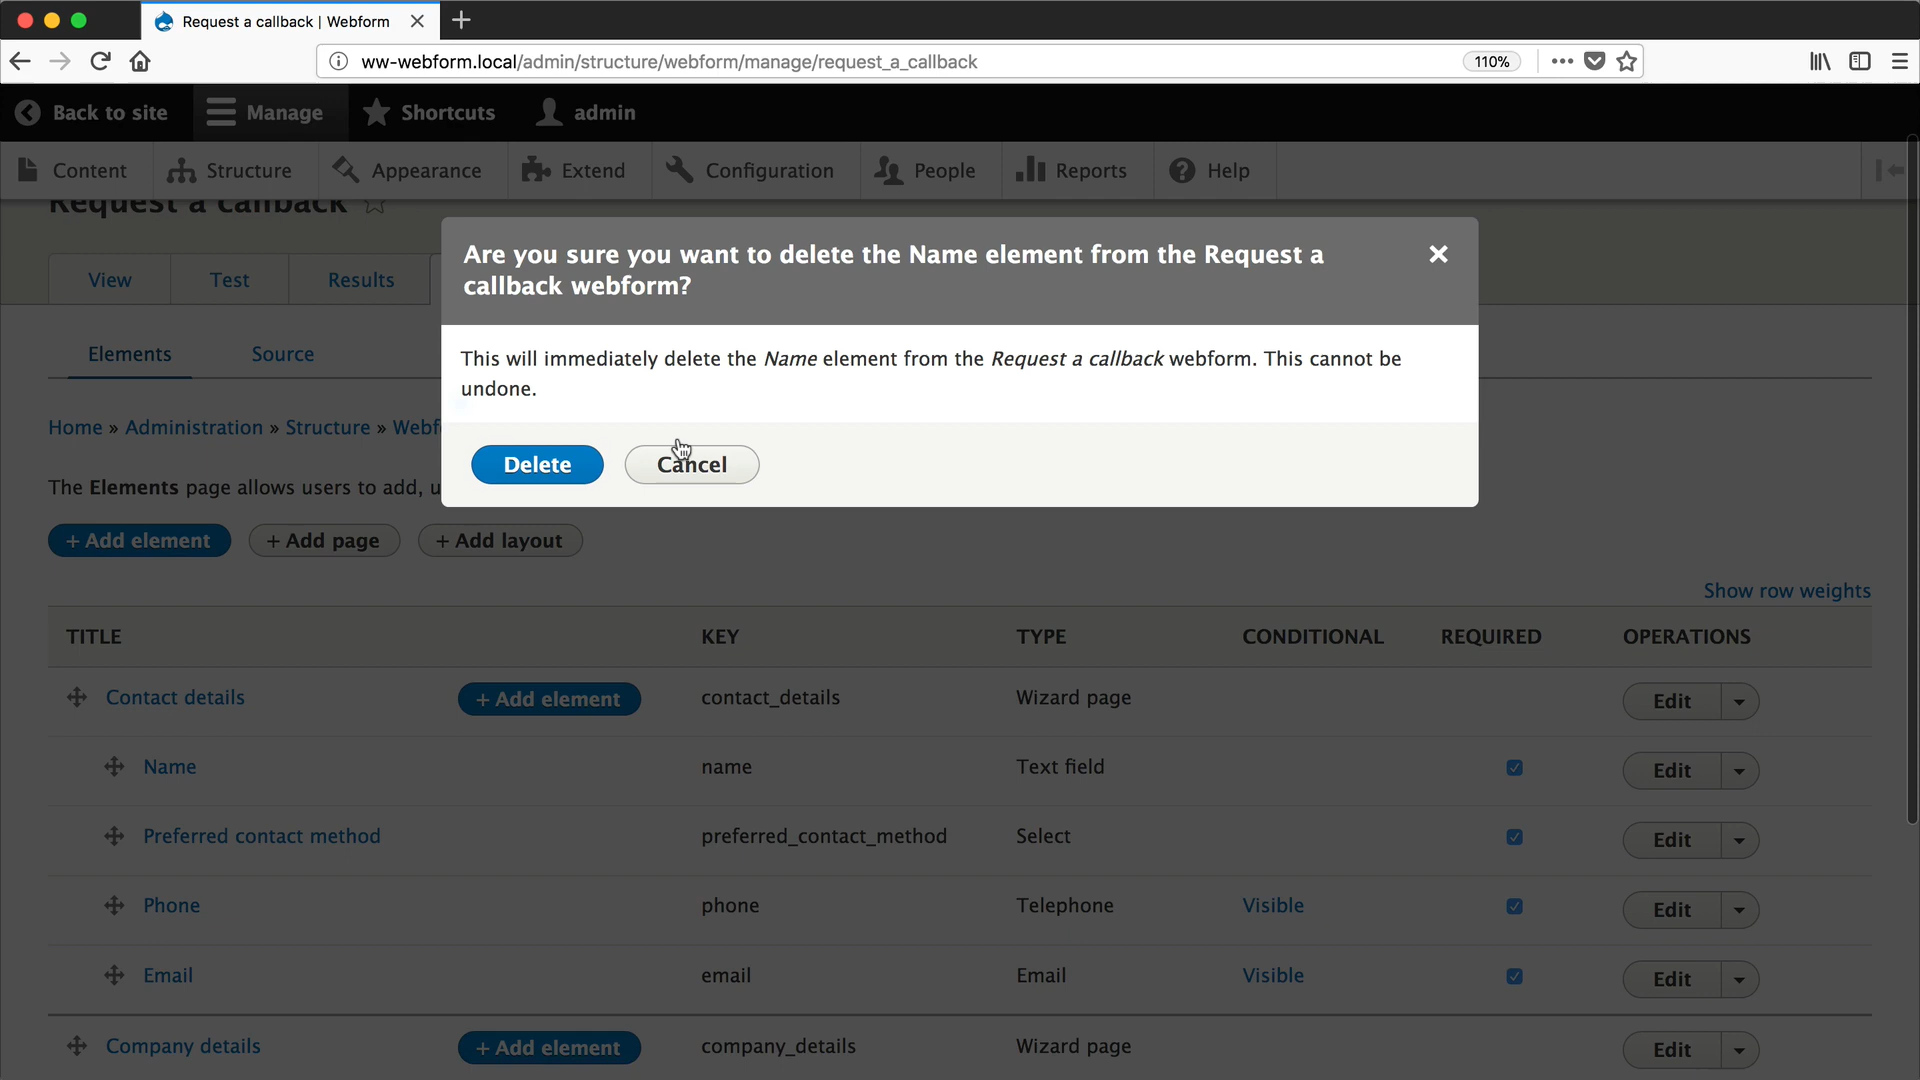 Request a callback | Webform
ww-webform.local/admin/structure/webform/manage/request_a_callback
110%
Back to site
Manage
Shortcuts
admin
Content
Structure
Appearance
Extend
Configuration
People
Reports
Help
Request a callback
Are you sure you want to delete the Name element from the Request a
callback webform?
View
Test
Results
This will immediately delete the Name element from the Request a callback webform. This cannot be
undone.
Elements
Source
Home » Administration » Structure » Webf
Delete
Cancel
The Elements page allows users to add, u
+ Add element
+ Add page
+ Add layout
Show row weights
TITLE KEY TYPE CONDITIONAL REQUIRED OPERATIONS
Contact details + Add element contact_details Wizard page Edit
Name name Text field Edit
Preferred contact method preferred_contact_method Select Edit
Phone phone Telephone Visible Edit
Email email Email Visible Edit
Company details + Add element company_details Wizard page Edit